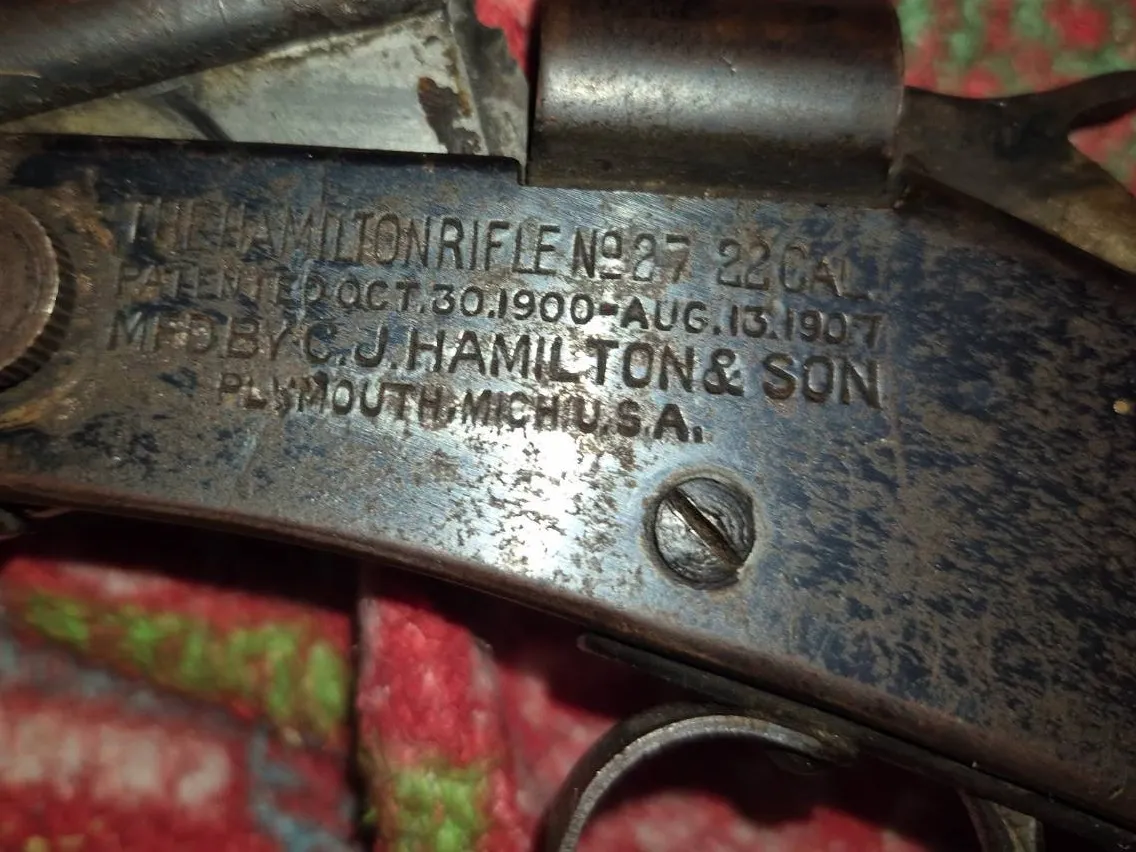 THE HAMILTON RIFLE Nº 27 22 CAL.
PATENTED OCT. 30. 1900-AUG. 13. 1907
MFD BY C. J. HAMILTON & SON
PLYMOUTH, MICH. U.S.A.